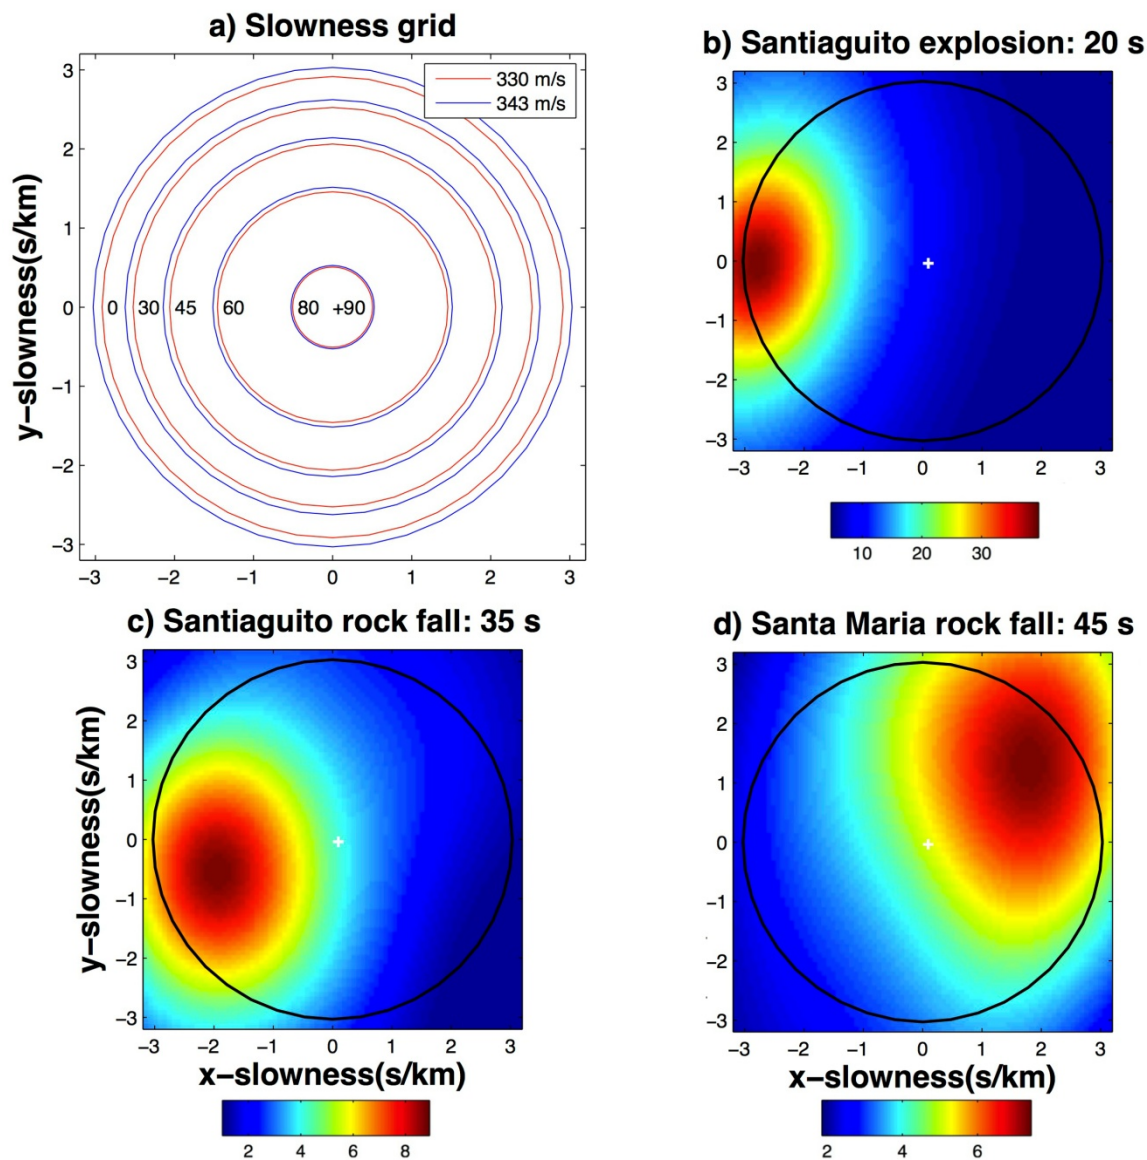 a) Slowness grid
330 m/s
343 m/s
y−slowness(s/km)
3
2
1
0
−1
−2
−3
0 30 45 60 80 +90
−3 −2 −1 0 1 2 3
b) Santiaguito explosion: 20 s
3
2
1
0
−1
−2
−3
−3 −2 −1 0 1 2 3
10 20 30
c) Santiaguito rock fall: 35 s
y−slowness(s/km)
3
2
1
0
−1
−2
−3
−3 −2 −1 0 1 2 3
x−slowness(s/km)
2 4 6 8
d) Santa Maria rock fall: 45 s
3
2
1
0
−1
−2
−3
−3 −2 −1 0 1 2 3
x−slowness(s/km)
2 4 6